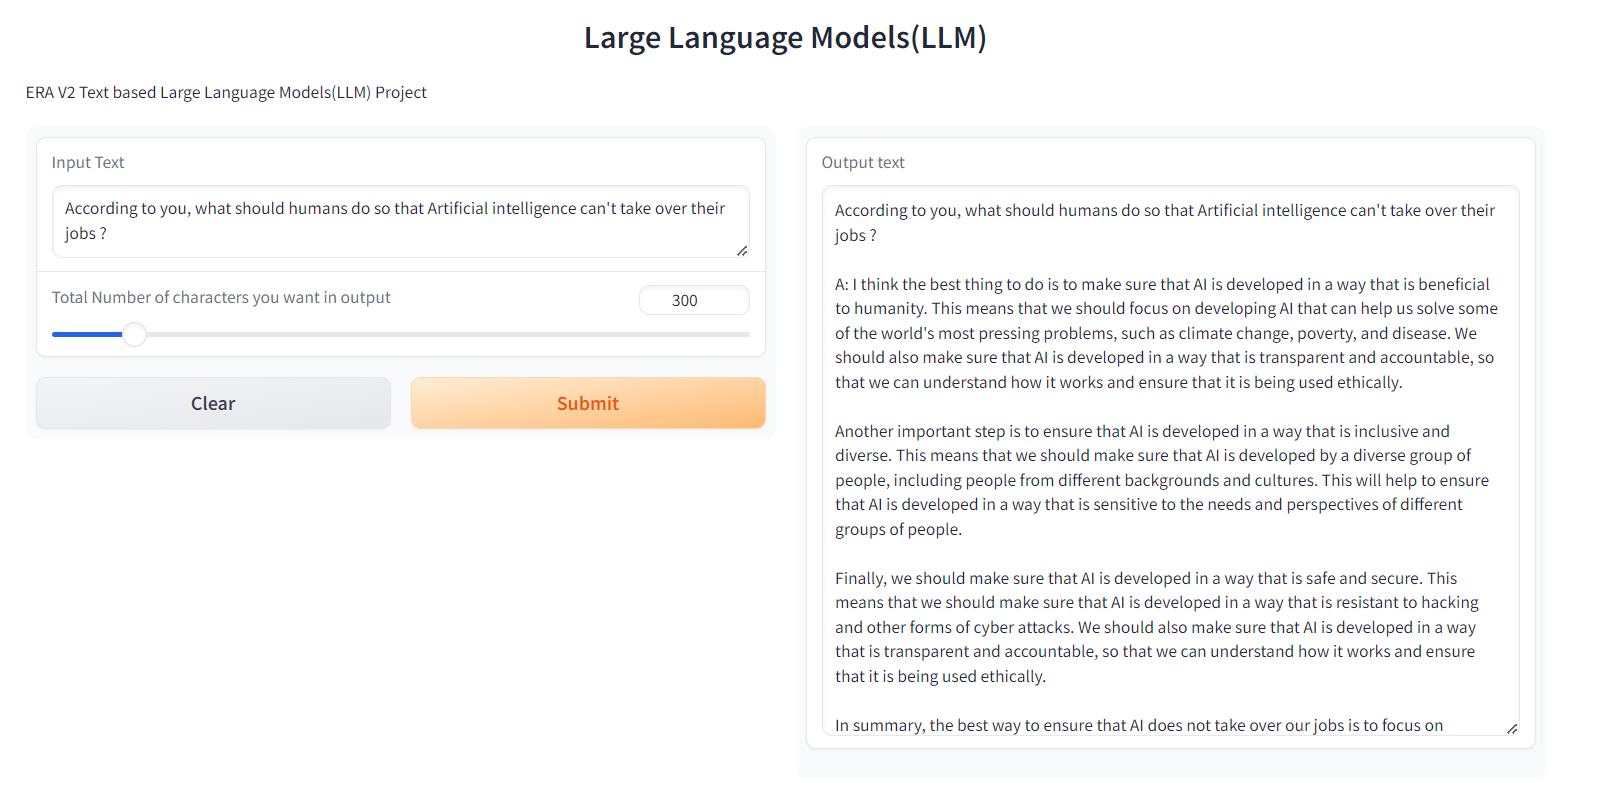 Large Language Models(LLM)
ERA V2 Text based Large Language Models(LLM) Project
Input Text
According to you, what should humans do so that Artificial intelligence can't take over their
jobs ?
Total Number of characters you want in output
300
Clear
Submit
Output text
According to you, what should humans do so that Artificial intelligence can't take over their
jobs ?
A: I think the best thing to do is to make sure that AI is developed in a way that is beneficial
to humanity. This means that we should focus on developing AI that can help us solve some
of the world's most pressing problems, such as climate change, poverty, and disease. We
should also make sure that AI is developed in a way that is transparent and accountable, so
that we can understand how it works and ensure that it is being used ethically.
Another important step is to ensure that AI is developed in a way that is inclusive and
diverse. This means that we should make sure that AI is developed by a diverse group of
people, including people from different backgrounds and cultures. This will help to ensure
that AI is developed in a way that is sensitive to the needs and perspectives of different
groups of people.
Finally, we should make sure that AI is developed in a way that is safe and secure. This
means that we should make sure that AI is developed in a way that is resistant to hacking
and other forms of cyber attacks. We should also make sure that AI is developed in a way
that is transparent and accountable, so that we can understand how it works and ensure
that it is being used ethically.
In summary, the best way to ensure that AI does not take over our jobs is to focus on